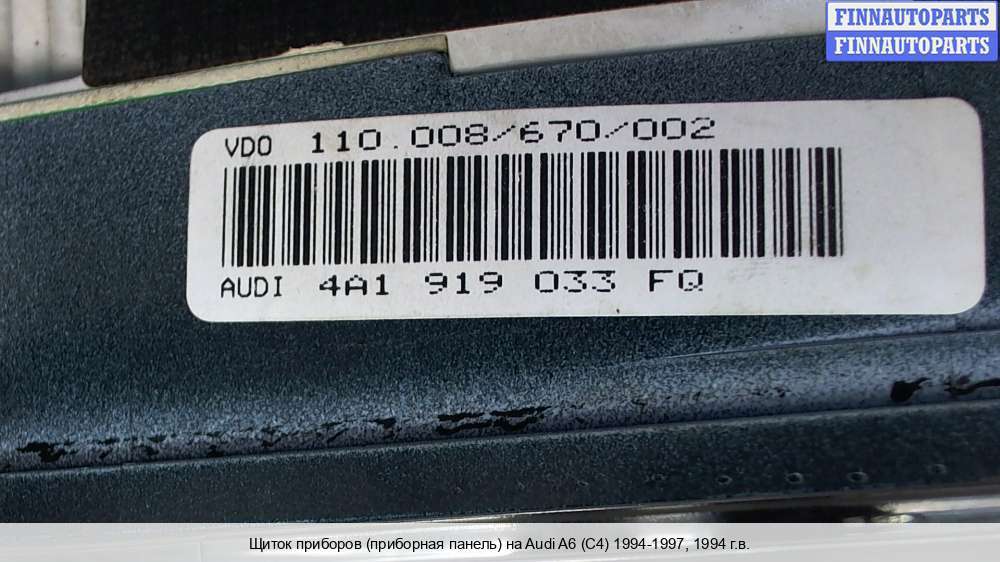 FINNAUTOPARTS
FINNAUTOPARTS
VDO 110.008/670/002
AUDI 4A1 919 033 FQ
Щиток приборов (приборная панель) на Audi A6 (C4) 1994-1997, 1994 г.в.